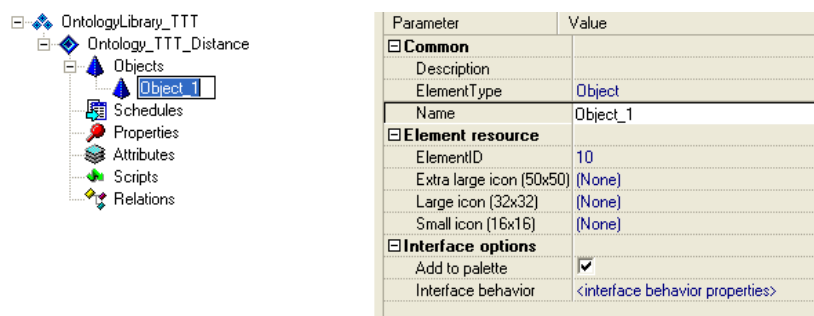 OntologyLibrary_TTT
Ontology_TTT_Distance
Objects
Object_1
Schedules
Properties
Attributes
Scripts
Relations
Parameter Value
Common
Description
ElementType Object
Name Object_1
Element resource
ElementID 10
Extra large icon (50x50) (None)
Large icon (32x32) (None)
Small icon (16x16) (None)
Interface options
Add to palette
Interface behavior <interface behavior properties>